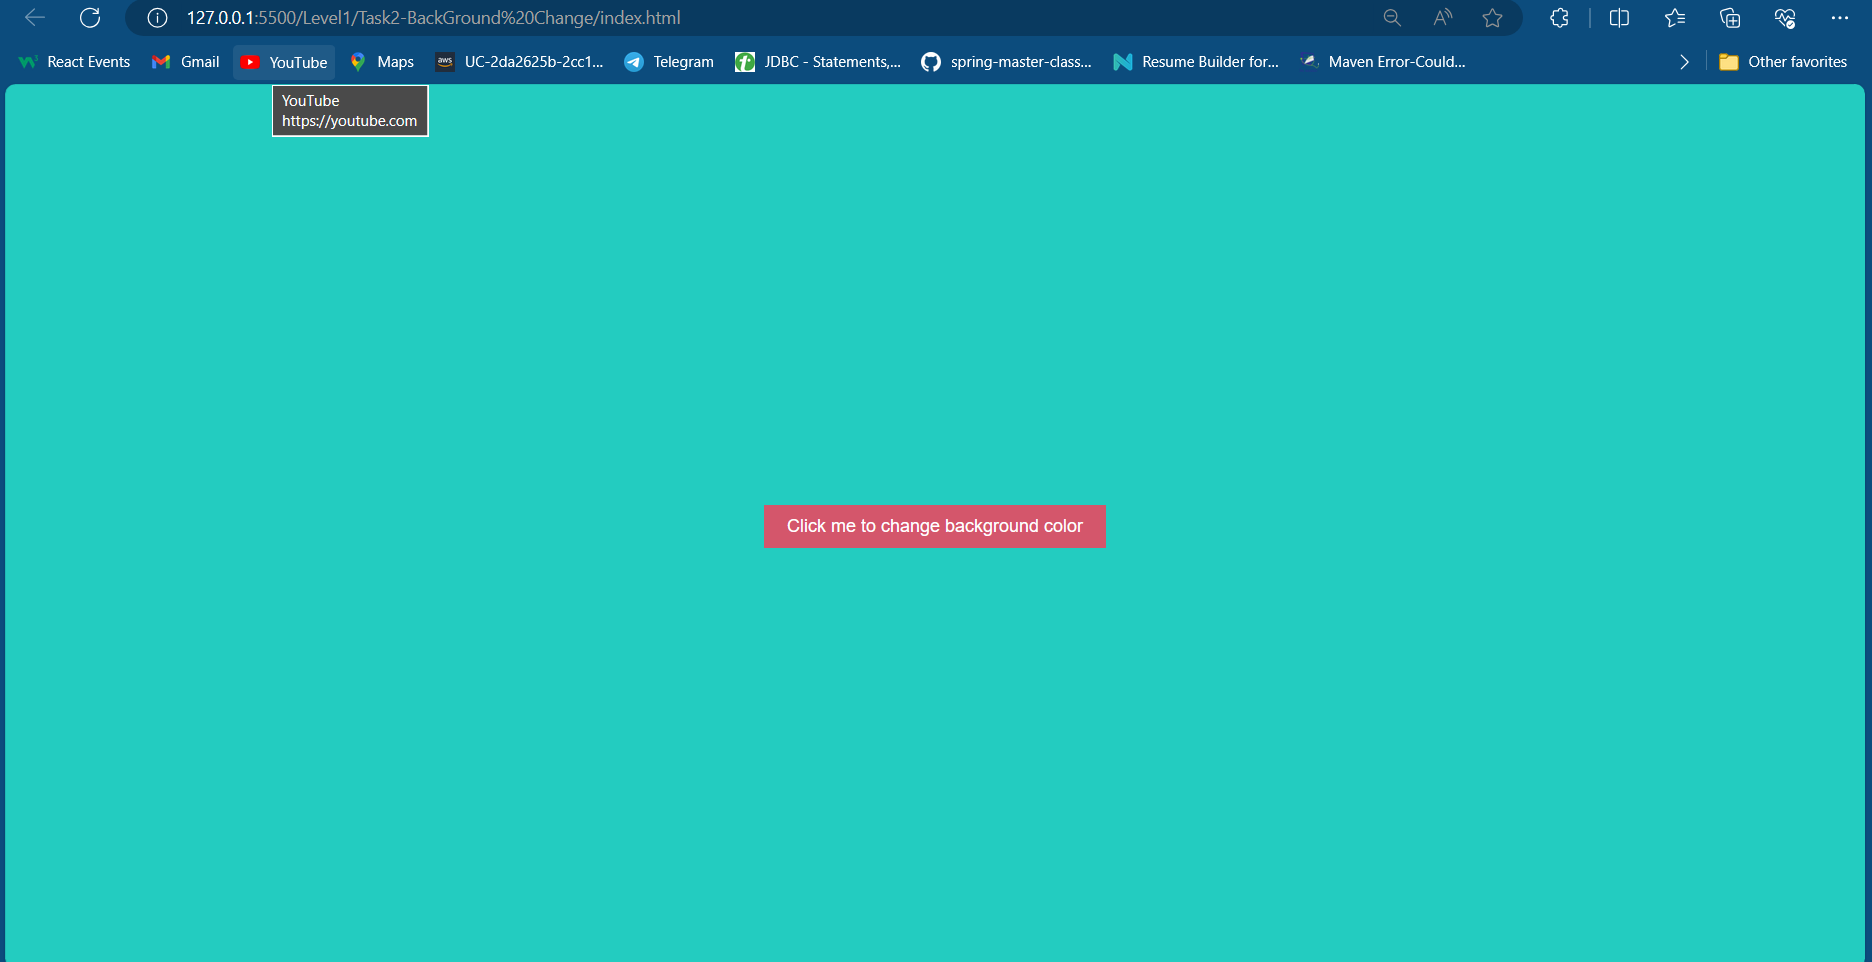 127.0.0.1:5500/Level1/Task2-BackGround%20Change/index.html
React Events Gmail YouTube Maps aws UC-2da2625b-2cc1... Telegram JDBC - Statements,... spring-master-class... Resume Builder for... Maven Error-Could... Other favorites
YouTube
https://youtube.com
Click me to change background color